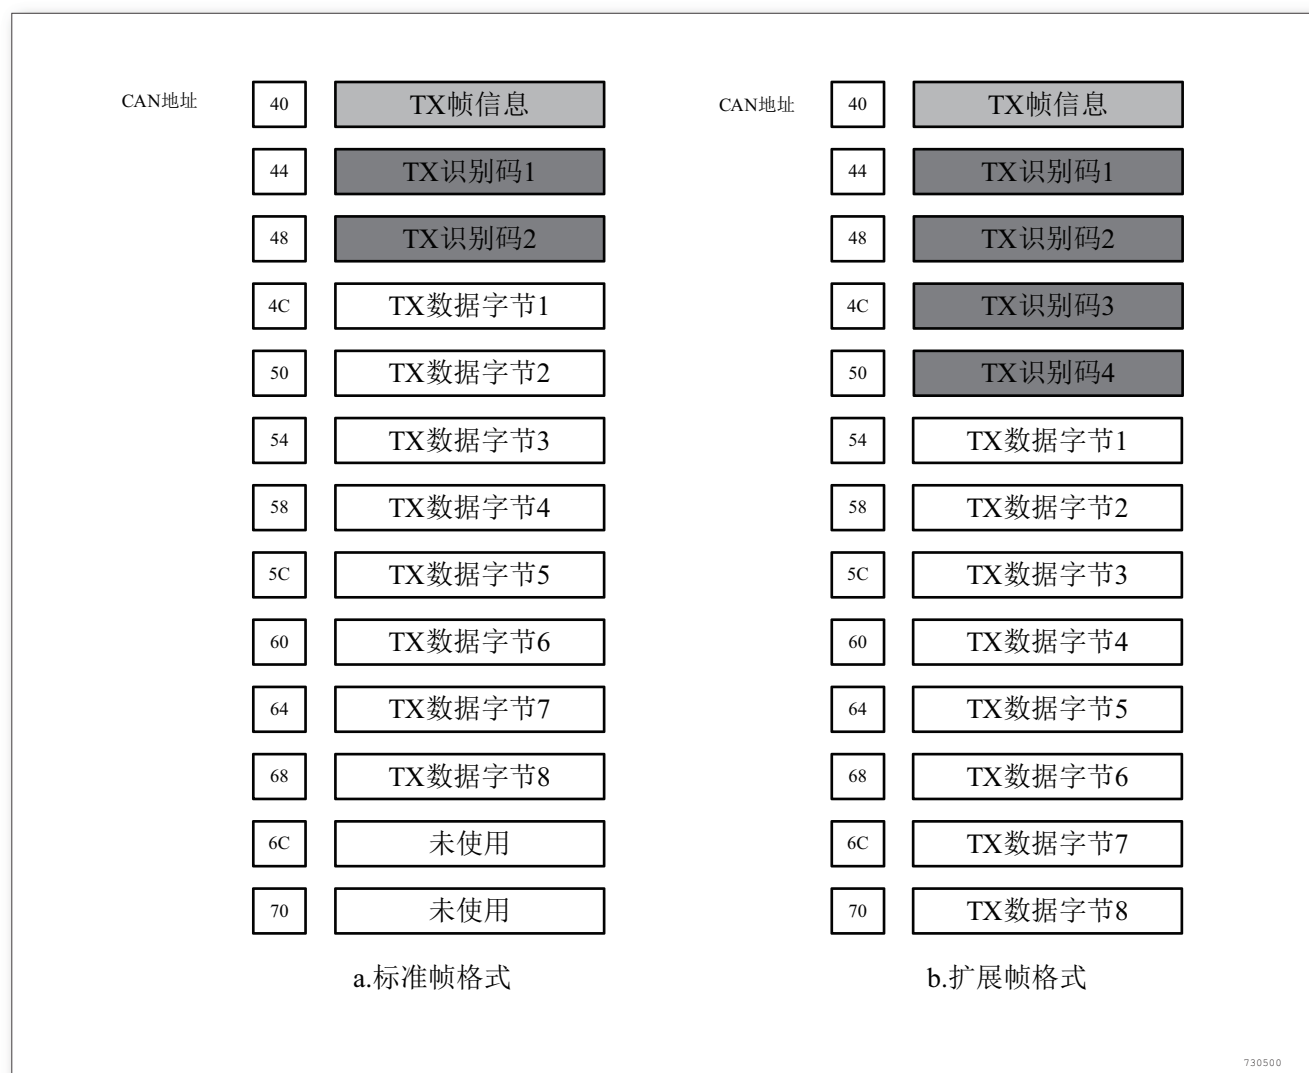 CAN地址 40 TX帧信息 CAN地址 40 TX帧信息
44 TX识别码1 44 TX识别码1
48 TX识别码2 48 TX识别码2
4C TX数据字节1 4C TX识别码3
50 TX数据字节2 50 TX识别码4
54 TX数据字节3 54 TX数据字节1
58 TX数据字节4 58 TX数据字节2
5C TX数据字节5 5C TX数据字节3
60 TX数据字节6 60 TX数据字节4
64 TX数据字节7 64 TX数据字节5
68 TX数据字节8 68 TX数据字节6
6C 未使用 6C TX数据字节7
70 未使用 70 TX数据字节8
a.标准帧格式 b.扩展帧格式
730500